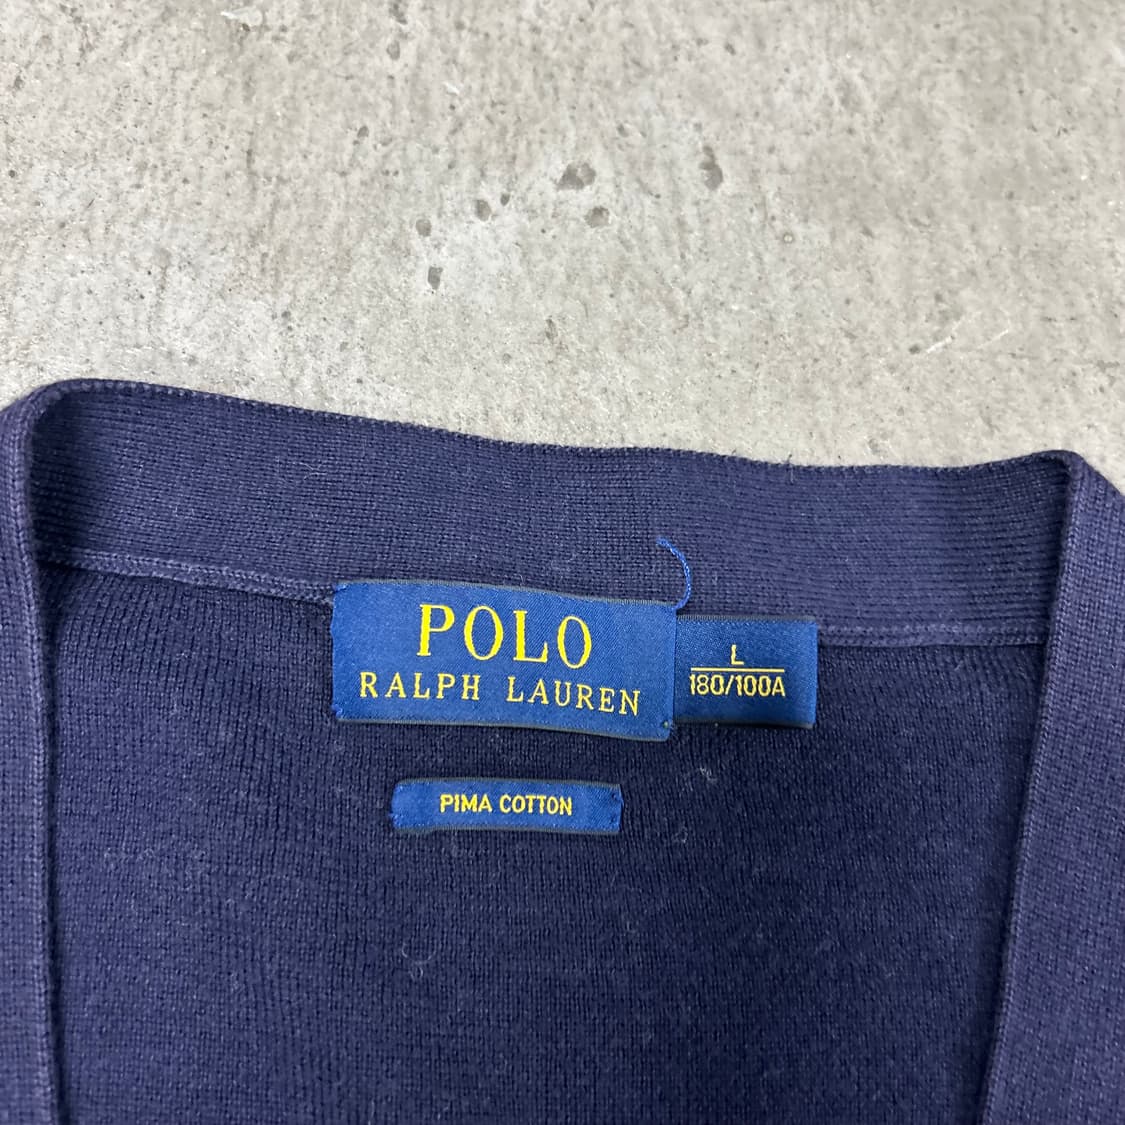 POLO
RALPH LAUREN
L
180/100A
PIMA COTTON